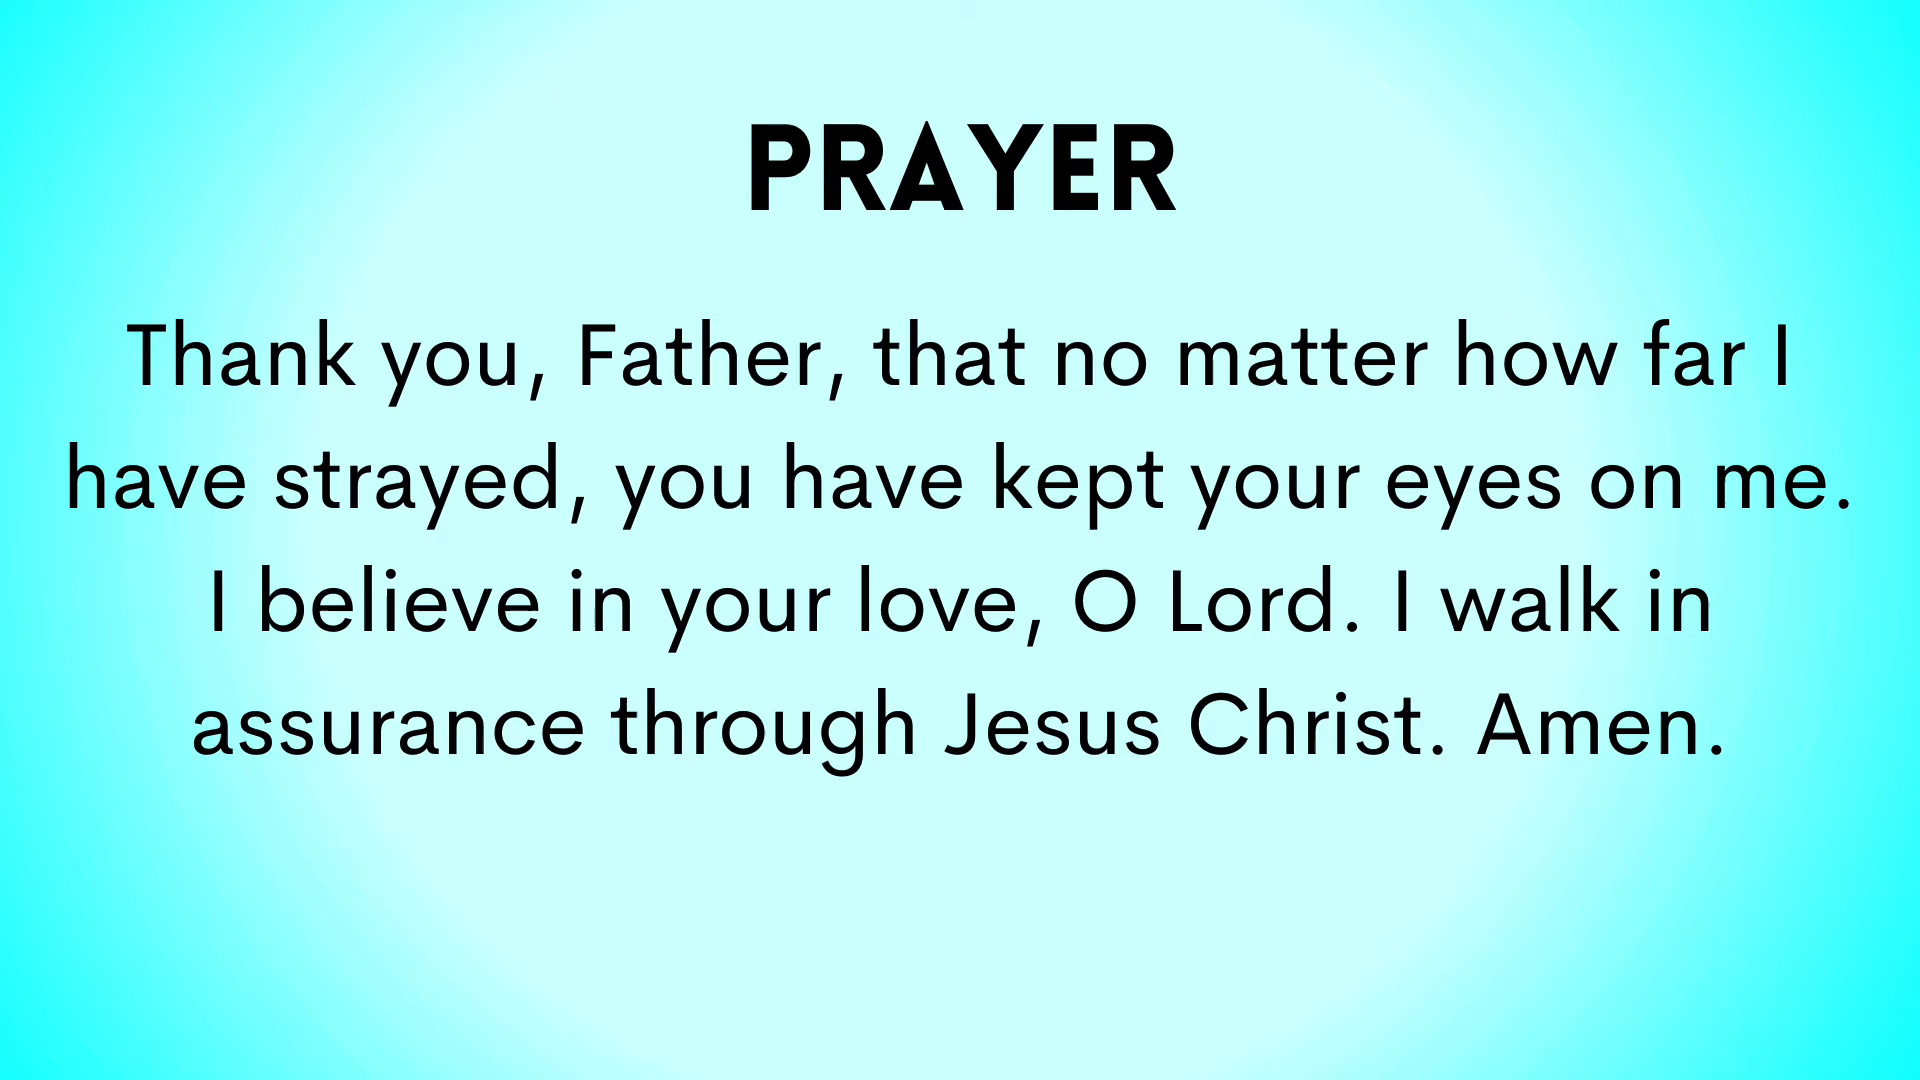 PRAYER
Thank you, Father, that no matter how far I
have strayed, you have kept your eyes on me.
I believe in your love, O Lord. I walk in
assurance through Jesus Christ. Amen.